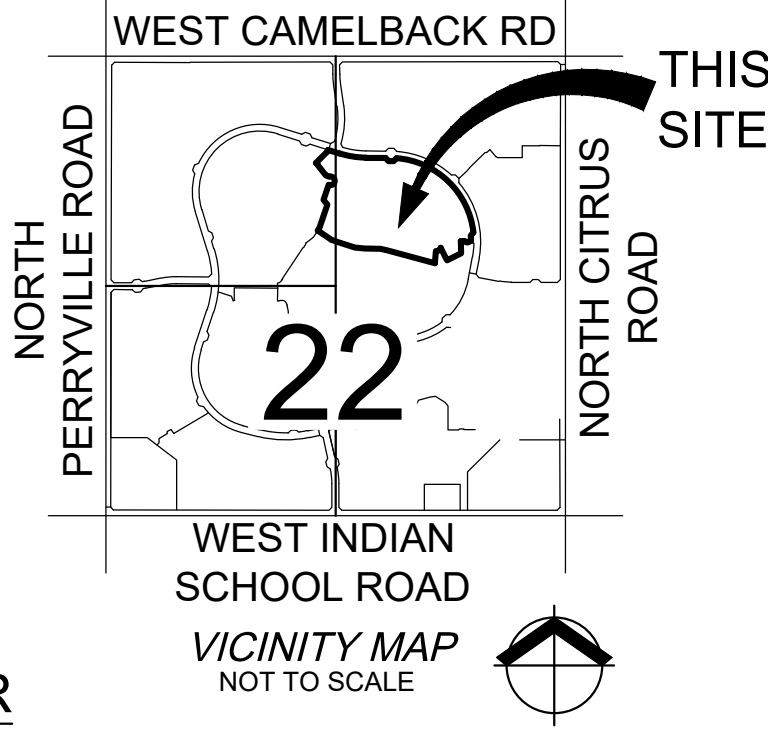 WEST CAMELBACK RD
THIS
SITE
NORTH
PERRYVILLE ROAD
NORTH CITRUS
ROAD
22
WEST INDIAN
SCHOOL ROAD
VICINITY MAP
NOT TO SCALE
R